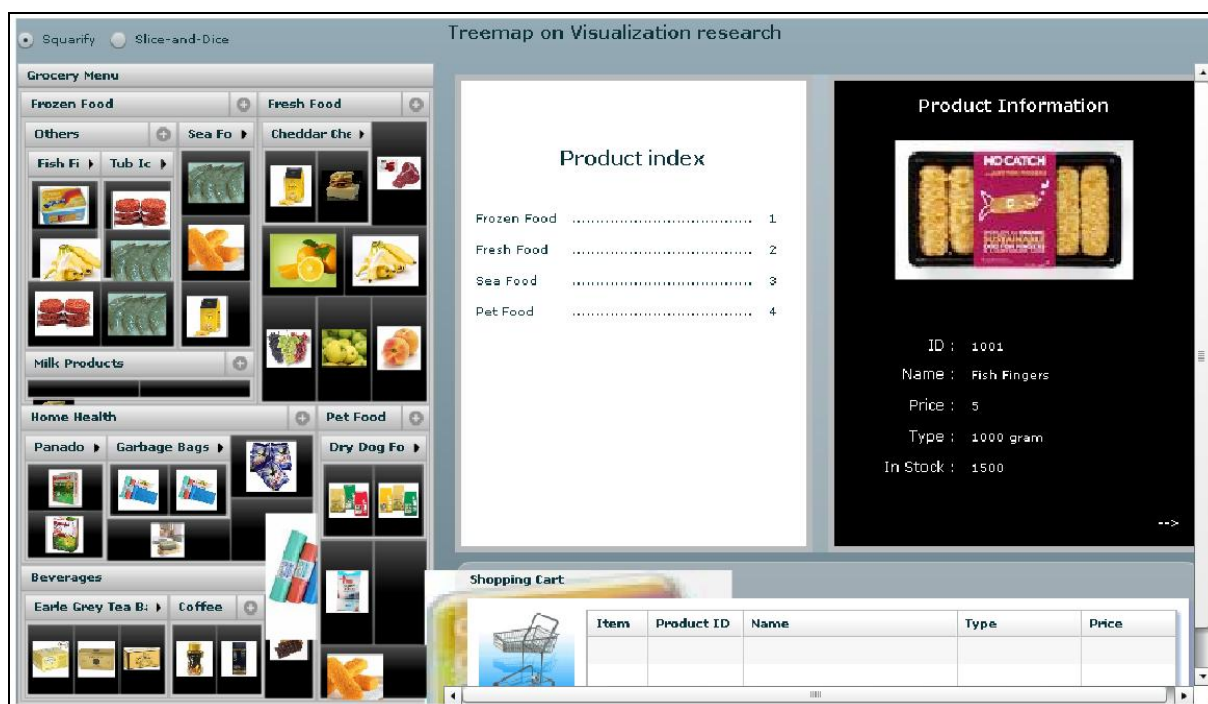 Squarify Slice-and-Dice
Treemap on Visualization research
Grocery Menu
Frozen Food
Fresh Food
Others
Sea Fo
Cheddar Che
Fish Fi
Tub Ic
Milk Products
Home Health
Pet Food
Panado
Garbage Bags
Dry Dog Fo
Beverages
Earle Grey Tea B
Coffee
Product index
Frozen Food ........................................ 1
Fresh Food ........................................ 2
Sea Food ........................................ 3
Pet Food ........................................ 4
Product Information
NO CATCH
ID : 1001
Name : Fish Fingers
Price : 5
Type : 1000 gram
In Stock : 1500
-->
Shopping Cart
Item Product ID Name Type Price